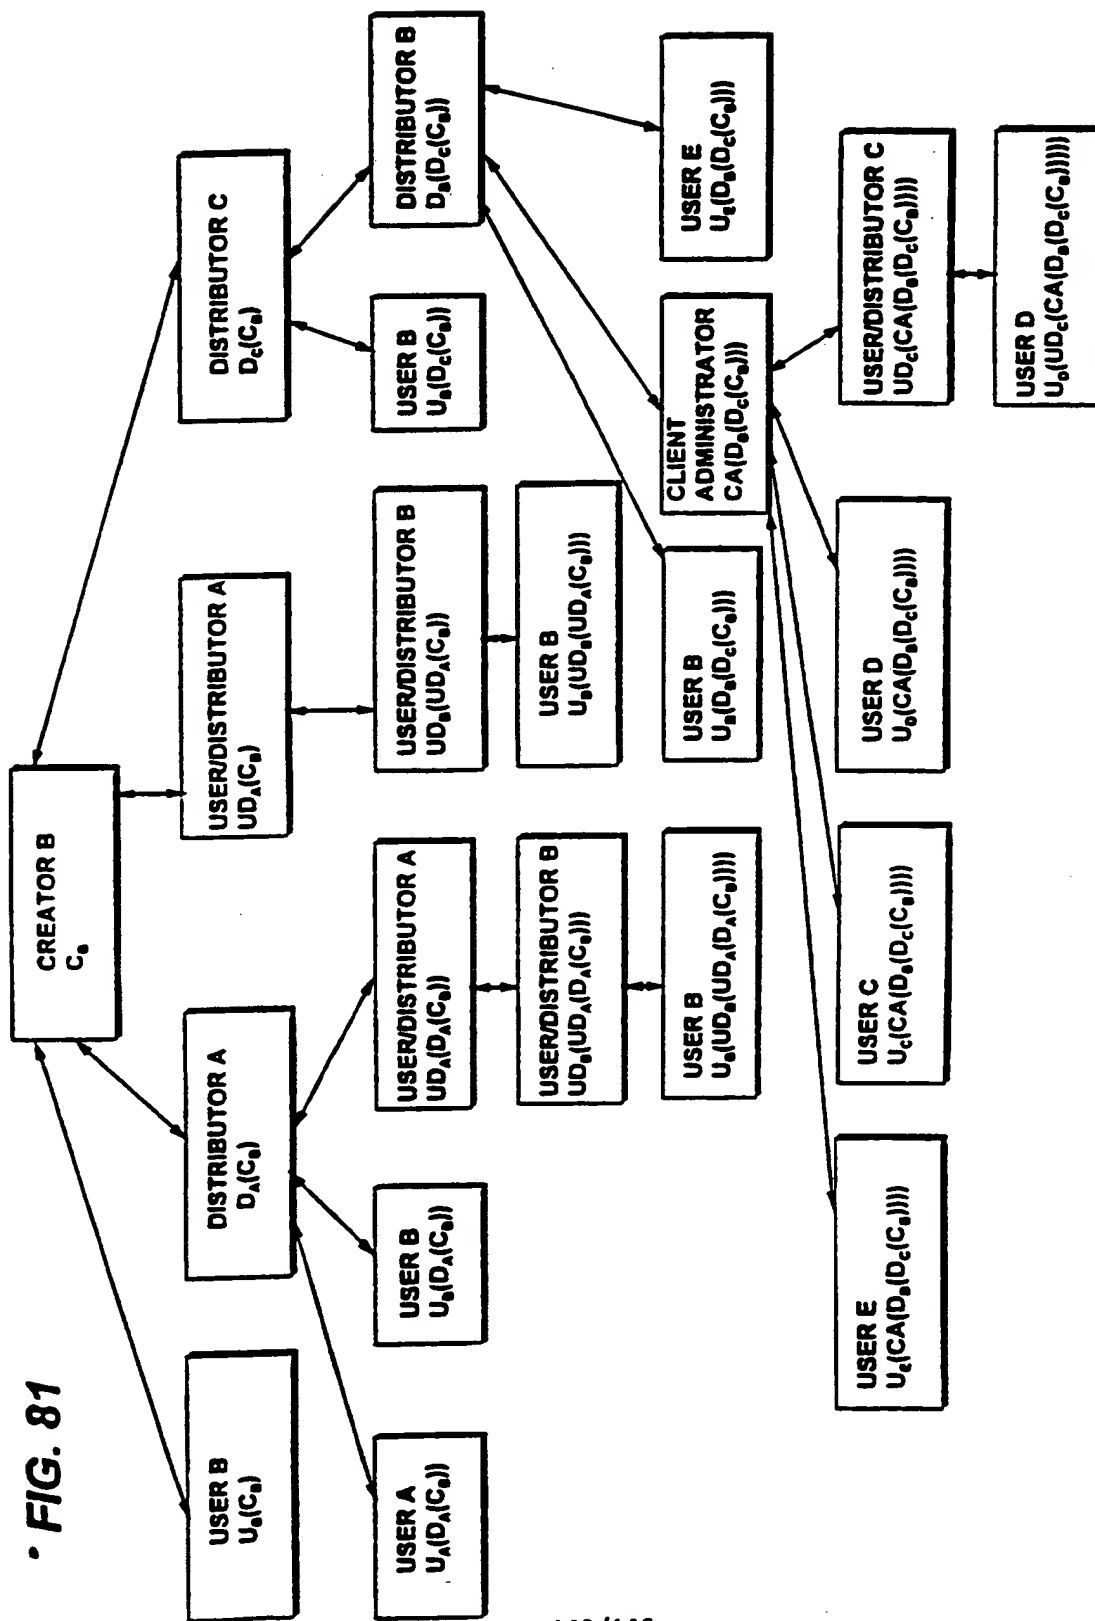 FIG. 81
CREATOR B
C_B
USER B
U_B(C_B)
DISTRIBUTOR A
D_A(C_B)
USER/DISTRIBUTOR A
UD_A(C_B)
DISTRIBUTOR C
D_C(C_B)
USER A
U_A(D_A(C_B))
USER B
U_B(D_A(C_B))
USER/DISTRIBUTOR A
UD_A(D_A(C_B))
USER/DISTRIBUTOR B
UD_B(UD_A(C_B))
USER B
U_B(D_C(C_B))
DISTRIBUTOR B
D_B(D_C(C_B))
USER/DISTRIBUTOR B
UD_B(UD_A(D_A(C_B)))
USER B
U_B(UD_B(UD_A(C_B)))
USER B
U_B(UD_B(UD_A(D_A(C_B))))
USER B
U_B(D_B(D_C(C_B)))
CLIENT
ADMINISTRATOR
CA(D_B(D_C(C_B)))
USER E
U_E(D_B(D_C(C_B)))
USER E
U_E(CA(D_B(D_C(C_B))))
USER C
U_C(CA(D_B(D_C(C_B))))
USER D
U_D(CA(D_B(D_C(C_B))))
USER/DISTRIBUTOR C
UD_C(CA(D_B(D_C(C_B))))
USER D
U_D(UD_C(CA(D_B(D_C(C_B)))))